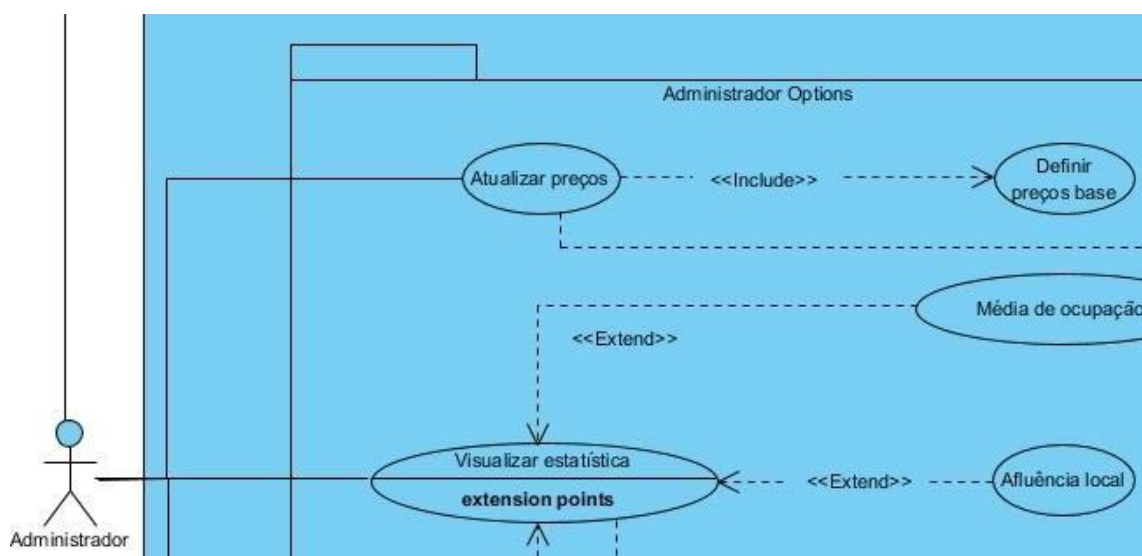 Administrador Options
Atualizar preços
<<Include>>
Definir
preços base
Média de ocupação
<<Extend>>
Visualizar estatística
extension points
<<Extend>>
Afluência local
Administrador